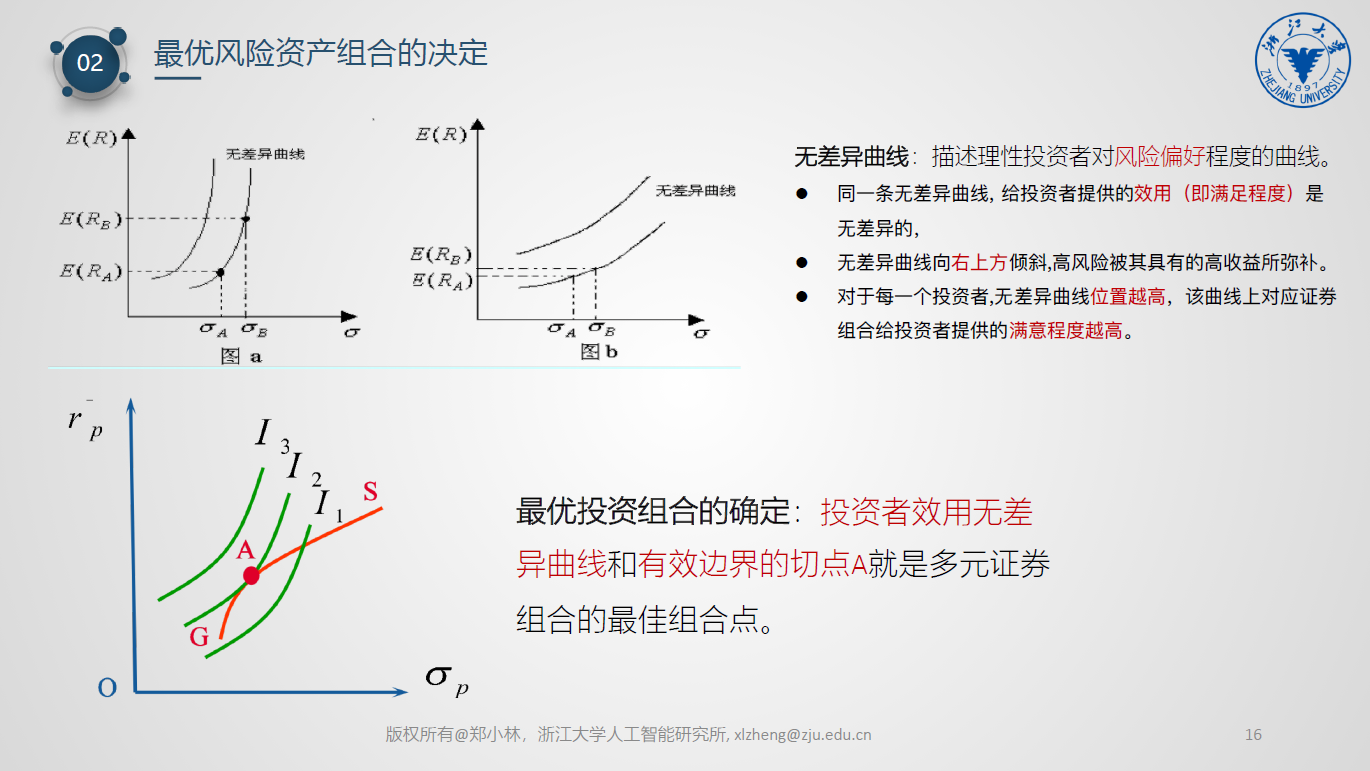 02
最优风险资产组合的决定
浙江大学
ZHEJIANG UNIVERSITY
1897
E(R)
无差异曲线
E(R_B)
E(R_A)
σ_A σ_B σ
图 a
E(R)
无差异曲线
E(R_B)
E(R_A)
σ_A σ_B σ
图 b
无差异曲线：描述理性投资者对风险偏好程度的曲线。
● 同一条无差异曲线, 给投资者提供的效用（即满足程度）是
无差异的,
● 无差异曲线向右上方倾斜,高风险被其具有的高收益所弥补。
● 对于每一个投资者,无差异曲线位置越高，该曲线上对应证券
组合给投资者提供的满意程度越高。
r̄_p
I_3
I_2
I_1
S
A
G
O
σ_p
最优投资组合的确定：投资者效用无差
异曲线和有效边界的切点A就是多元证券
组合的最佳组合点。
版权所有@郑小林，浙江大学人工智能研究所, xlzheng@zju.edu.cn
16